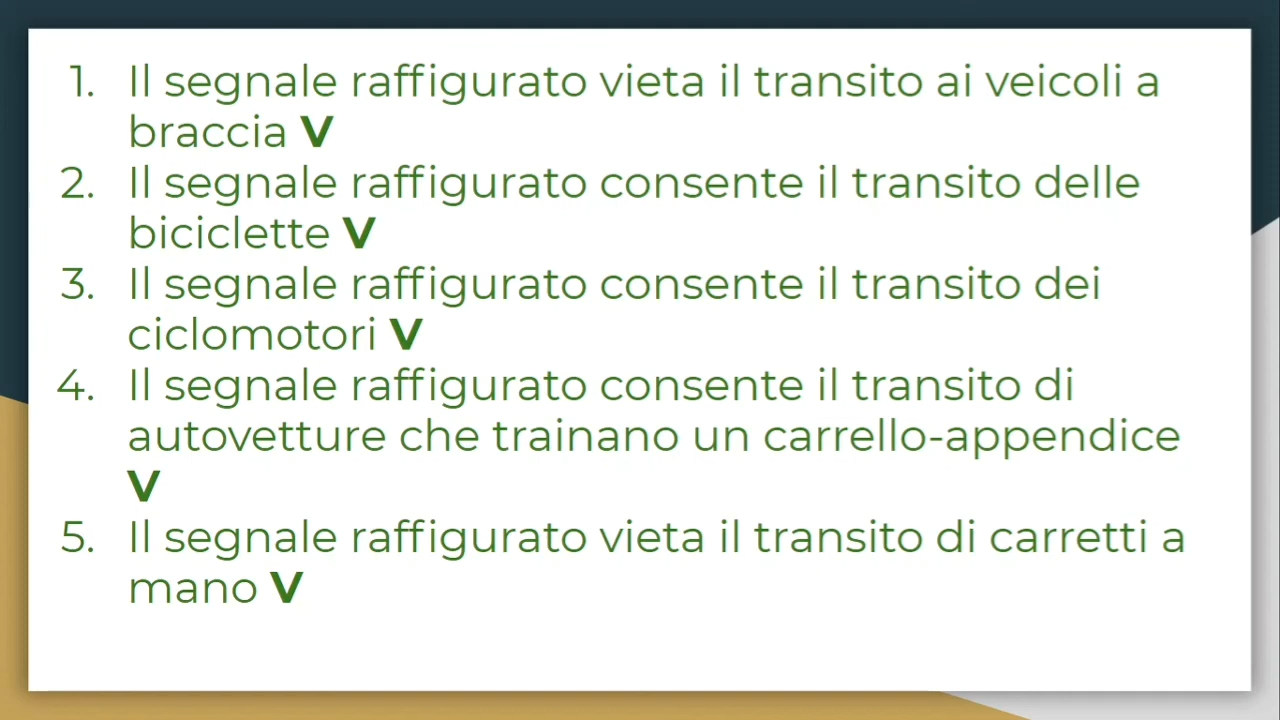 1. Il segnale raffigurato vieta il transito ai veicoli a
braccia V
2. Il segnale raffigurato consente il transito delle
biciclette V
3. Il segnale raffigurato consente il transito dei
ciclomotori V
4. Il segnale raffigurato consente il transito di
autovetture che trainano un carrello-appendice
V
5. Il segnale raffigurato vieta il transito di carretti a
mano V